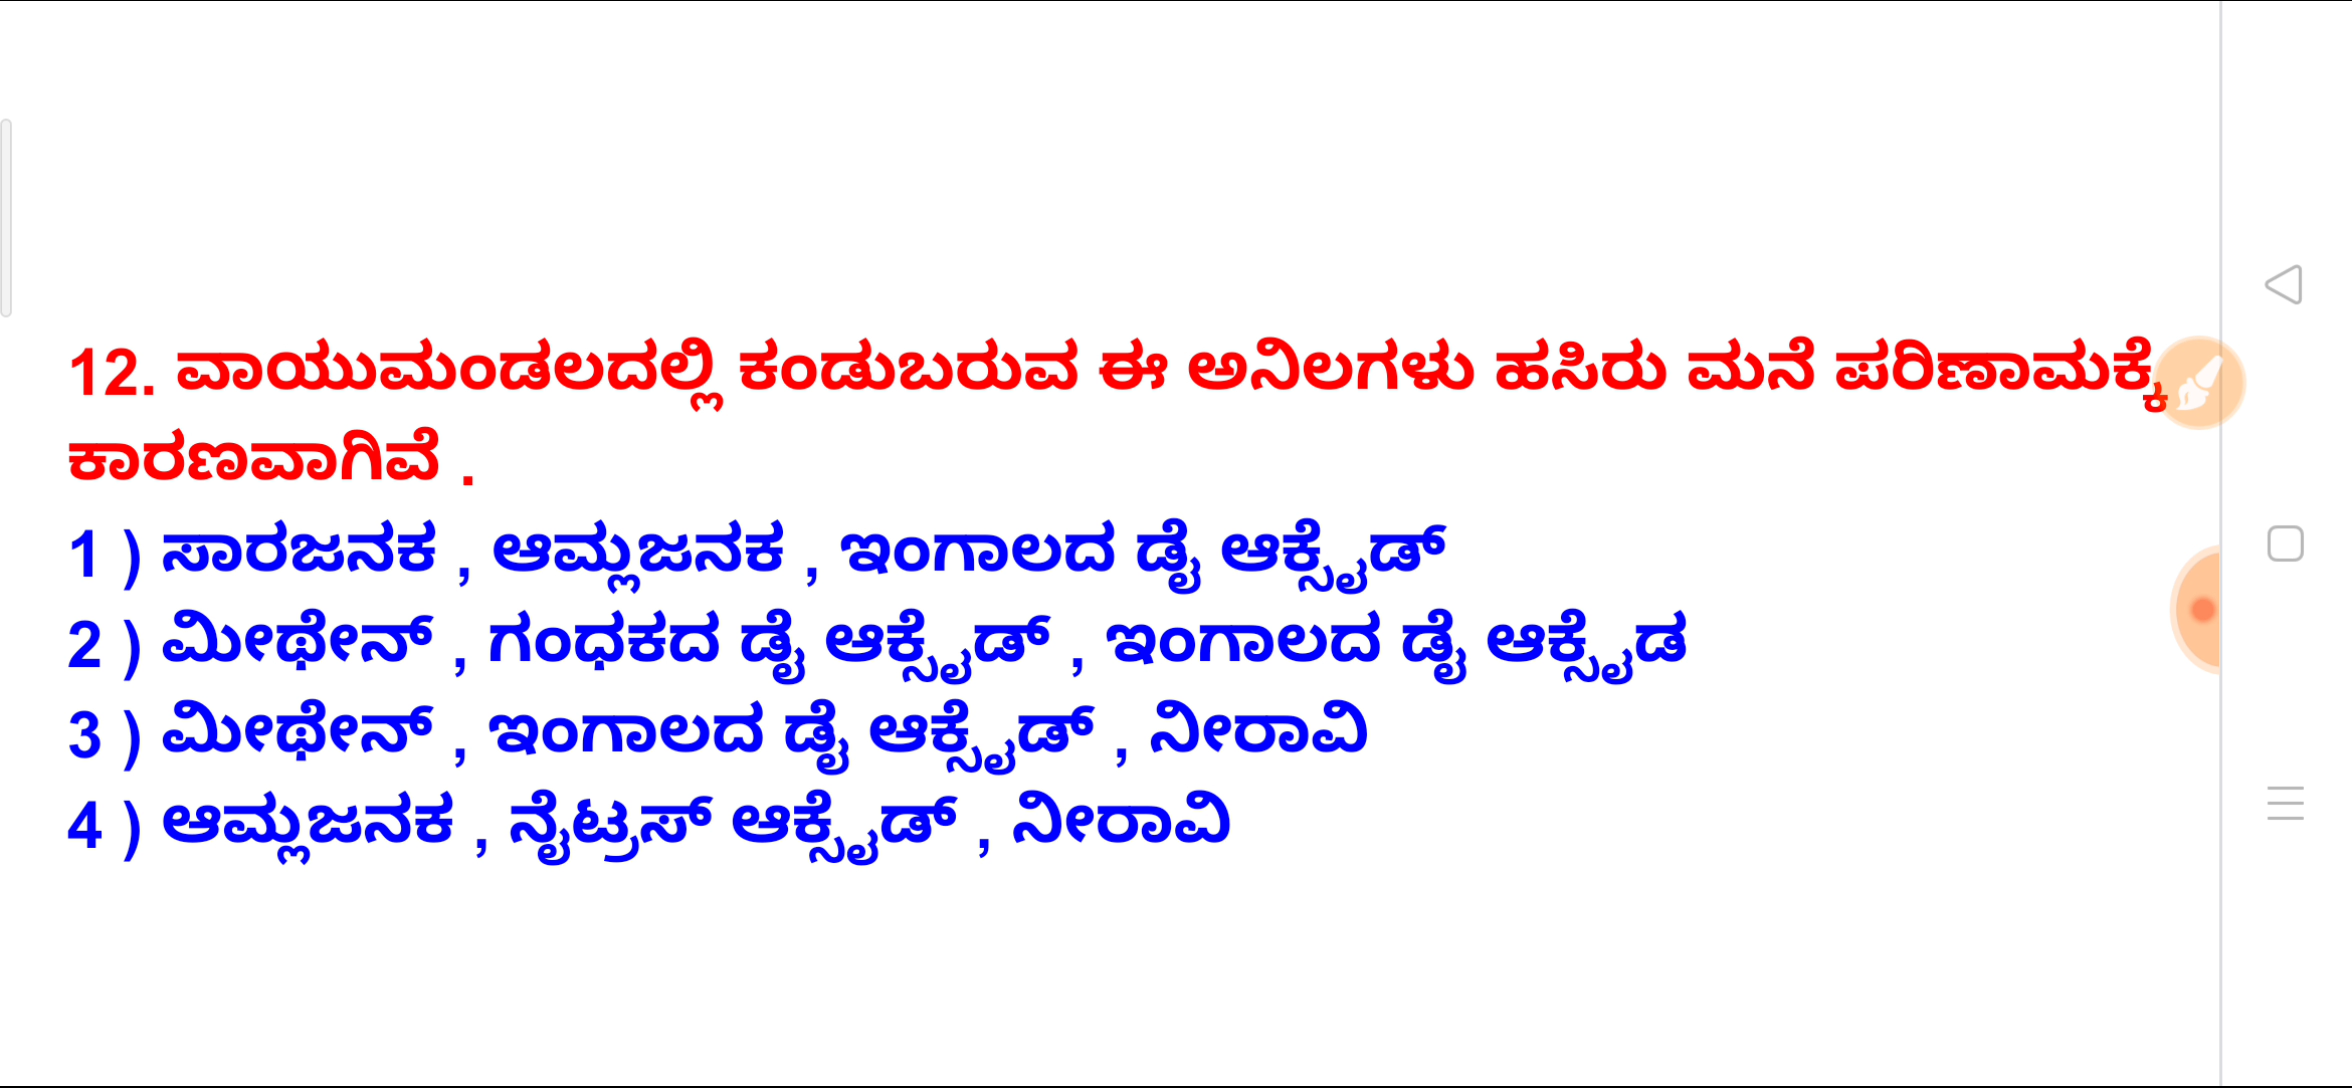 12. ವಾಯುಮಂಡಲದಲ್ಲಿ ಕಂಡುಬರುವ ಈ ಅನಿಲಗಳು ಹಸಿರು ಮನೆ ಪರಿಣಾಮಕ್ಕೆ
ಕಾರಣವಾಗಿವೆ .
1 ) ಸಾರಜನಕ , ಆಮ್ಲಜನಕ , ಇಂಗಾಲದ ಡೈ ಆಕ್ಸೈಡ್
2 ) ಮೀಥೇನ್ , ಗಂಧಕದ ಡೈ ಆಕ್ಸೈಡ್ , ಇಂಗಾಲದ ಡೈ ಆಕ್ಸೈಡ
3 ) ಮೀಥೇನ್ , ಇಂಗಾಲದ ಡೈ ಆಕ್ಸೈಡ್ , ನೀರಾವಿ
4 ) ಆಮ್ಲಜನಕ , ನೈಟ್ರಸ್ ಆಕ್ಸೈಡ್ , ನೀರಾವಿ